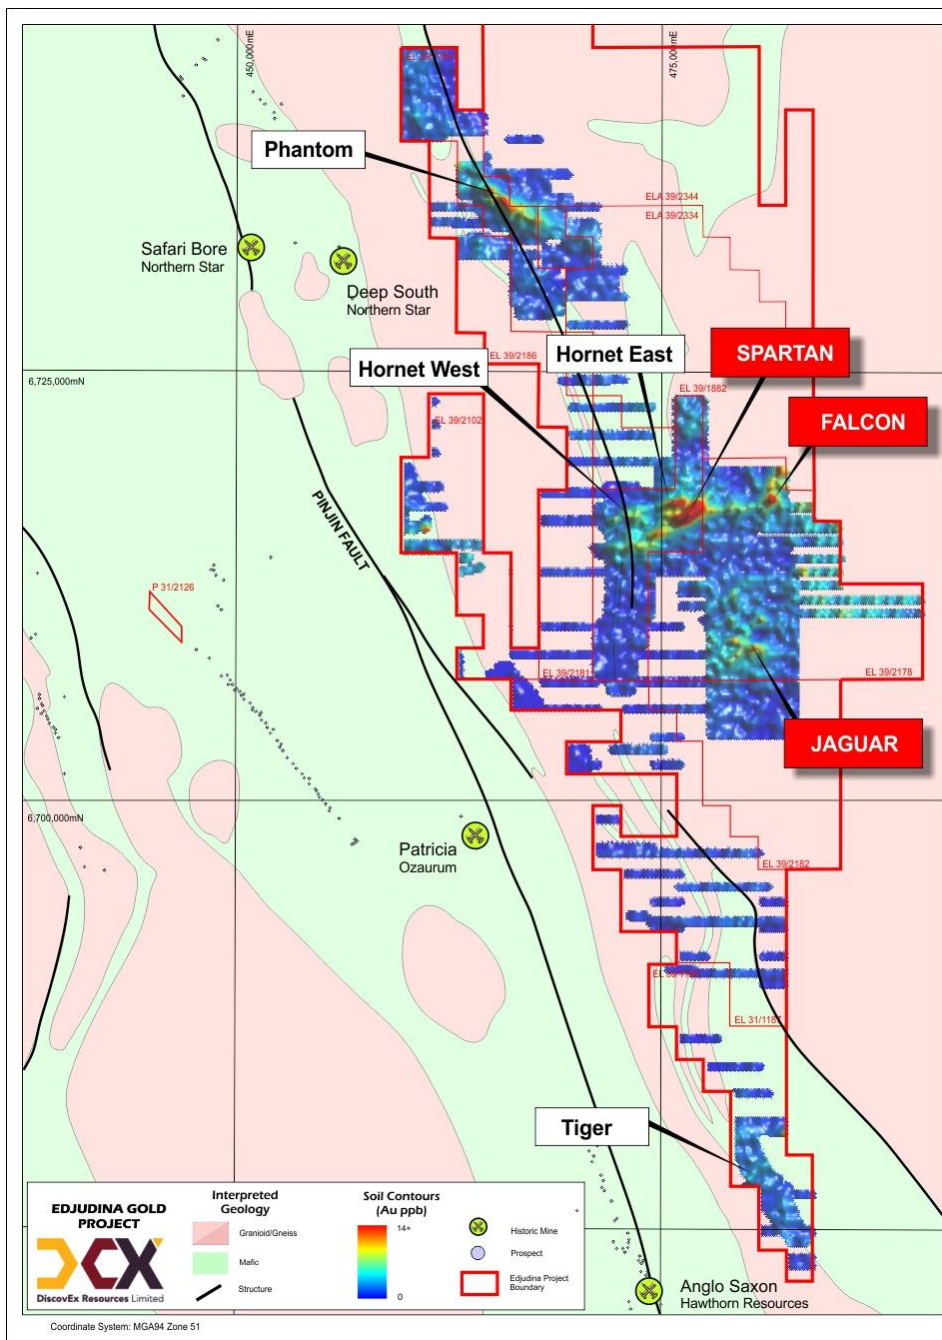 450,000mE
475,000mE
Phantom
ELA 39/2344
ELA 39/2334
Safari Bore
Northern Star
Deep South
Northern Star
EL 39/2186
Hornet East
SPARTAN
Hornet West
6,725,000mN
EL 39/1882
EL 39/2102
FALCON
PINJIN FAULT
P 31/2126
EL 39/2181
EL 39/2178
JAGUAR
6,700,000mN
Patricia
Ozaurum
EL 39/2182
EL 31/1187
Tiger
EDJUDINA GOLD
PROJECT
DCX
DiscovEx Resources Limited
Interpreted
Geology
Granioid/Gneiss
Mafic
Structure
Soil Contours
(Au ppb)
14+
0
Historic Mine
Prospect
Edjudina Project
Boundary
Anglo Saxon
Hawthorn Resources
Coordinate System: MGA94 Zone 51